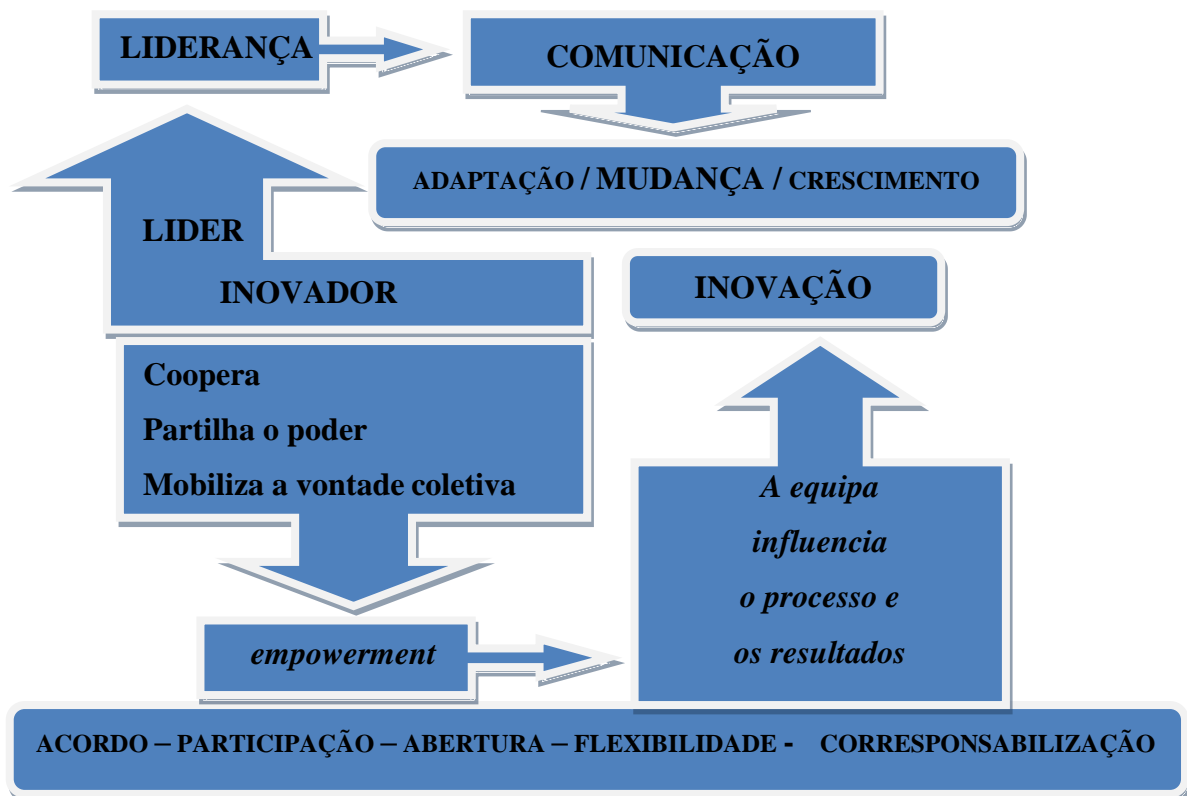 LIDERANÇA
COMUNICAÇÃO
ADAPTAÇÃO / MUDANÇA / CRESCIMENTO
LIDER
INOVADOR
INOVAÇÃO
Coopera
Partilha o poder
Mobiliza a vontade coletiva
A equipa
influencia
o processo e
os resultados
empowerment
ACORDO – PARTICIPAÇÃO – ABERTURA – FLEXIBILIDADE - CORRESPONSABILIZAÇÃO